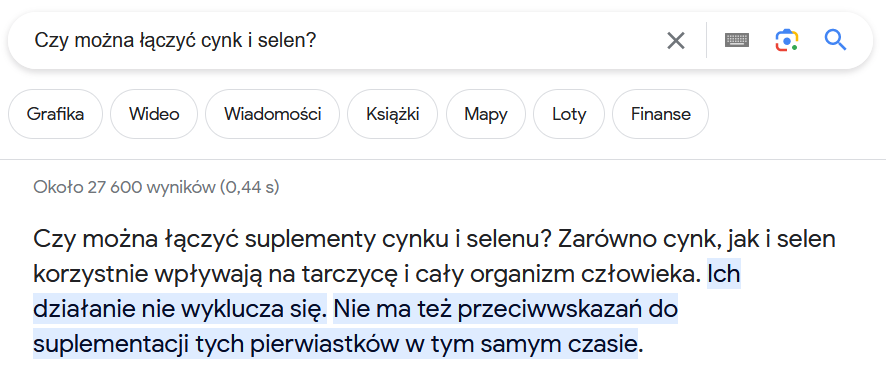 Czy można łączyć cynk i selen?
Grafika Wideo Wiadomości Książki Mapy Loty Finanse
Około 27 600 wyników (0,44 s)
Czy można łączyć suplementy cynku i selenu? Zarówno cynk, jak i selen
korzystnie wpływają na tarczycę i cały organizm człowieka. Ich
działanie nie wyklucza się. Nie ma też przeciwwskazań do
suplementacji tych pierwiastków w tym samym czasie.